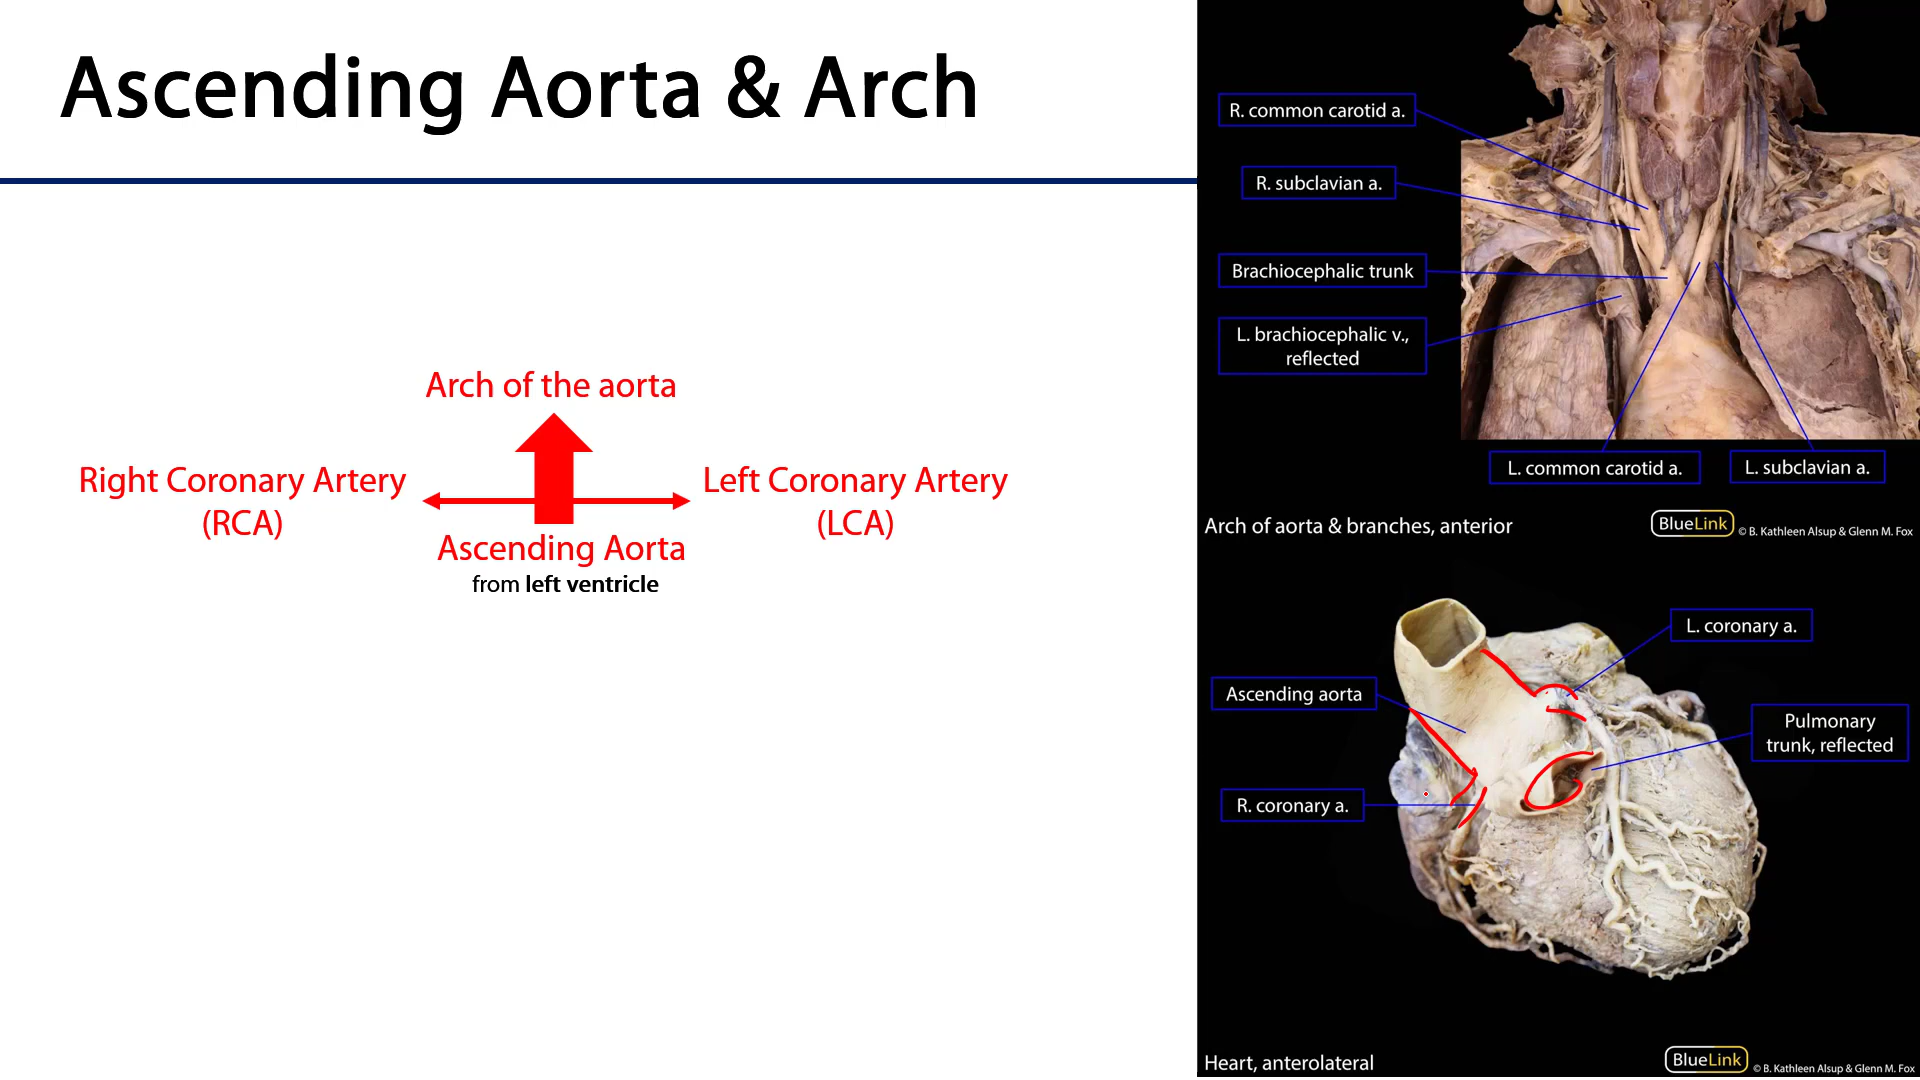 Ascending Aorta & Arch
Arch of the aorta
Right Coronary Artery
(RCA)
Left Coronary Artery
(LCA)
Ascending Aorta
from left ventricle
R. common carotid a.
R. subclavian a.
Brachiocephalic trunk
L. brachiocephalic v.,
reflected
L. common carotid a.
L. subclavian a.
Arch of aorta & branches, anterior
BlueLink © B. Kathleen Alsup & Glenn M. Fox
L. coronary a.
Ascending aorta
Pulmonary
trunk, reflected
R. coronary a.
Heart, anterolateral
BlueLink © B. Kathleen Alsup & Glenn M. Fox